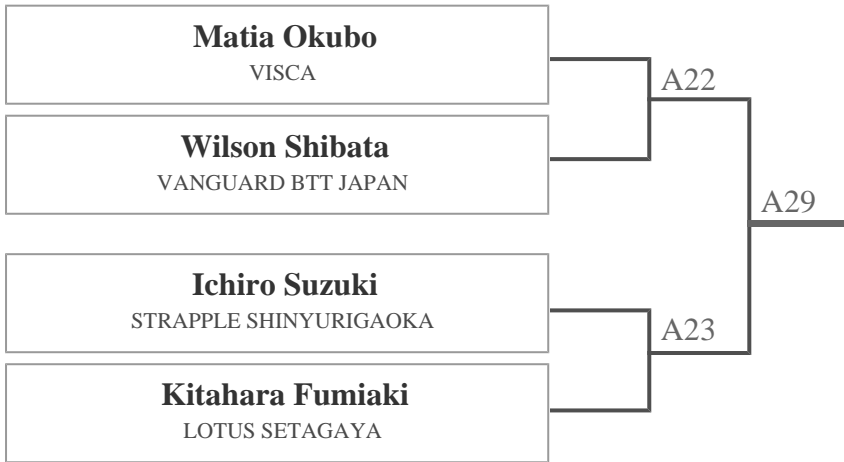 Matia Okubo
VISCA
A22
Wilson Shibata
VANGUARD BTT JAPAN
A29
Ichiro Suzuki
STRAPPLE SHINYURIGAOKA
A23
Kitahara Fumiaki
LOTUS SETAGAYA